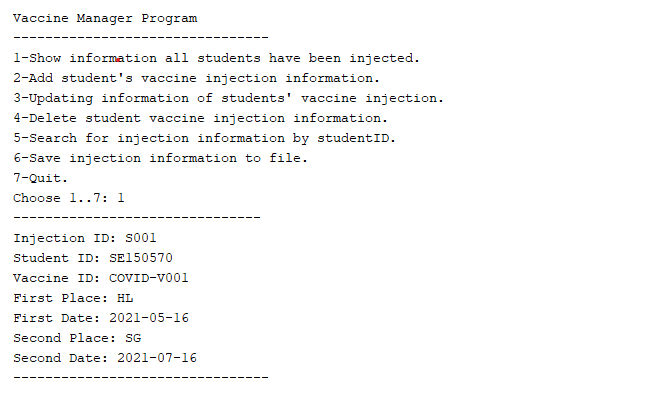 Vaccine Manager Program
--------------------------------
1-Show information all students have been injected.
2-Add student's vaccine injection information.
3-Updating information of students' vaccine injection.
4-Delete student vaccine injection information.
5-Search for injection information by studentID.
6-Save injection information to file.
7-Quit.
Choose 1..7: 1
-------------------------------
Injection ID: S001
Student ID: SE150570
Vaccine ID: COVID-V001
First Place: HL
First Date: 2021-05-16
Second Place: SG
Second Date: 2021-07-16
--------------------------------